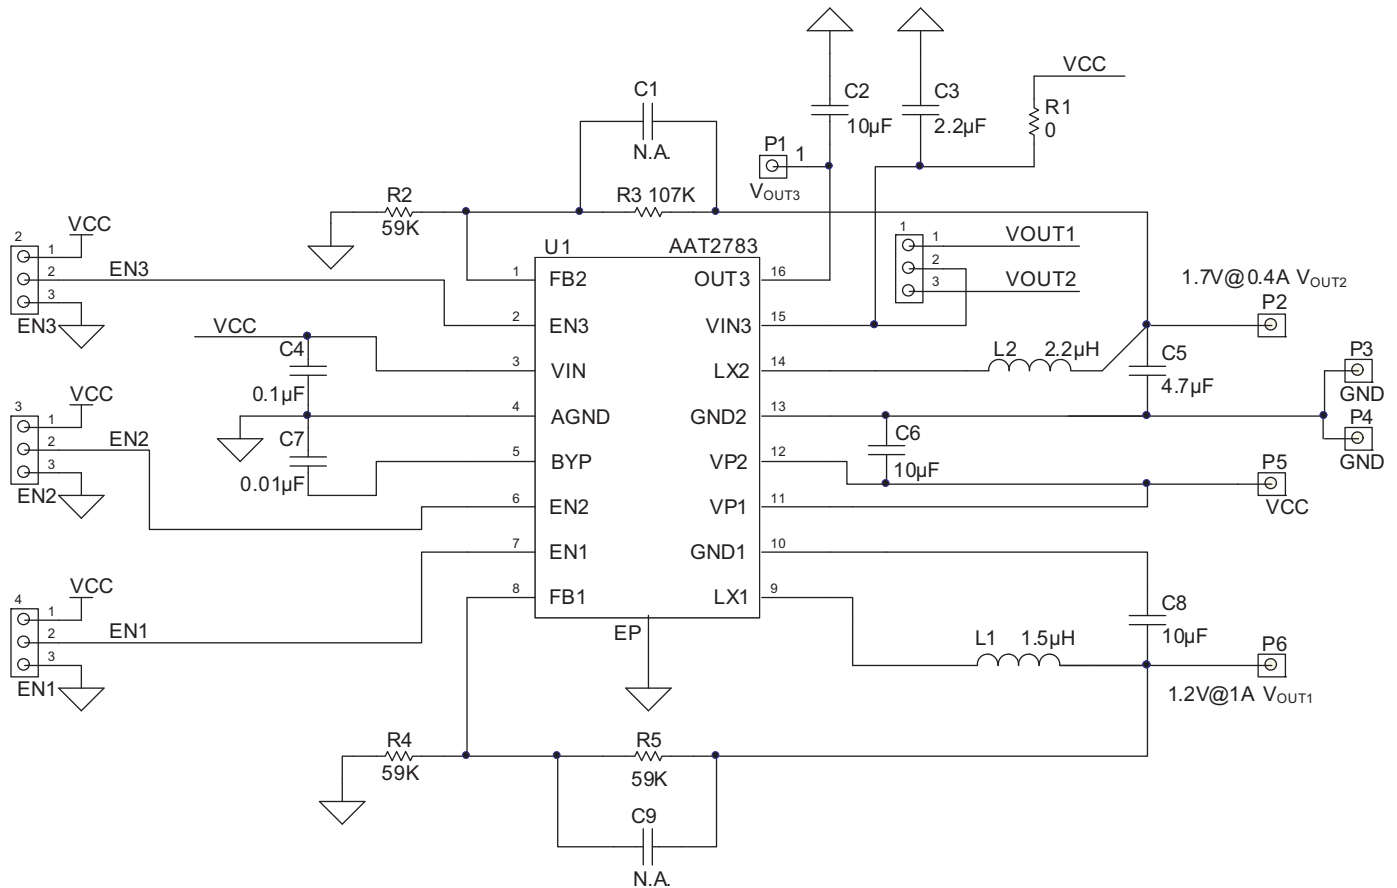 C1
N.A.
C2
10µF
C3
2.2µF
VCC
R1
0
P1
1
VOUT3
R2
59K
R3 107K
2
VCC
1
2
3
EN3
EN3
U1
AAT2783
1
FB2
2
EN3
3
VIN
4
AGND
5
BYP
6
EN2
7
EN1
8
FB1
OUT3
16
VIN3
15
LX2
14
GND2
13
VP2
12
VP1
11
GND1
10
LX1
9
EP
1
1
VOUT1
2
3
VOUT2
1.7V@0.4A VOUT2
P2
L2
2.2µH
C5
4.7µF
P3
GND
P4
GND
VCC
C4
0.1µF
C7
0.01µF
3
VCC
1
2
3
EN2
EN2
C6
10µF
P5
VCC
4
VCC
1
2
3
EN1
EN1
C8
10µF
L1
1.5µH
P6
1.2V@1A VOUT1
R4
59K
R5
59K
C9
N.A.